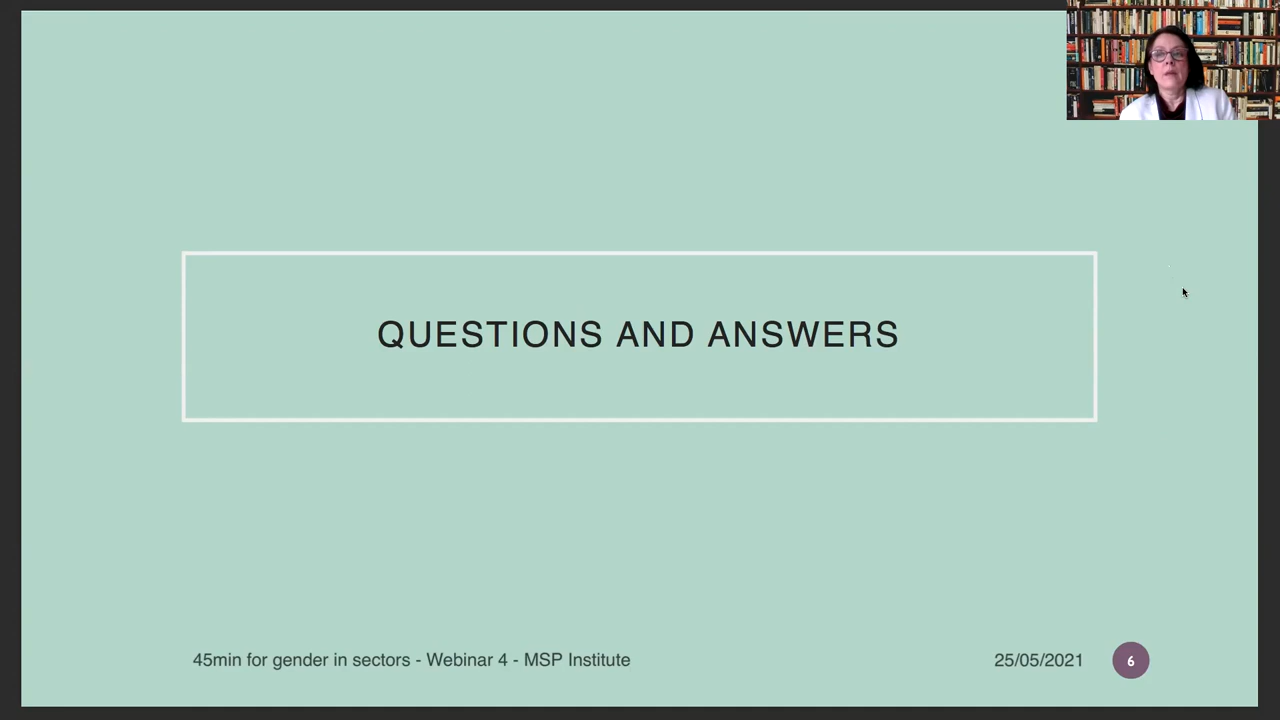 QUESTIONS AND ANSWERS
45min for gender in sectors - Webinar 4 - MSP Institute
25/05/2021
6